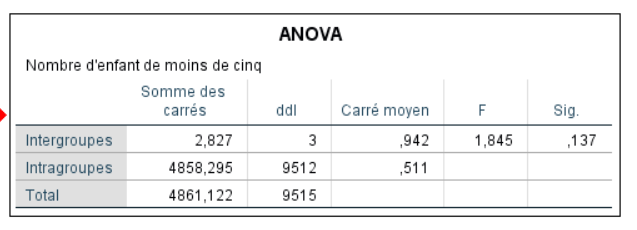 ANOVA
Nombre d'enfant de moins de cinq
Somme des carrés ddl Carré moyen F Sig.
Intergroupes 2,827 3 ,942 1,845 ,137
Intragroupes 4858,295 9512 ,511
Total 4861,122 9515